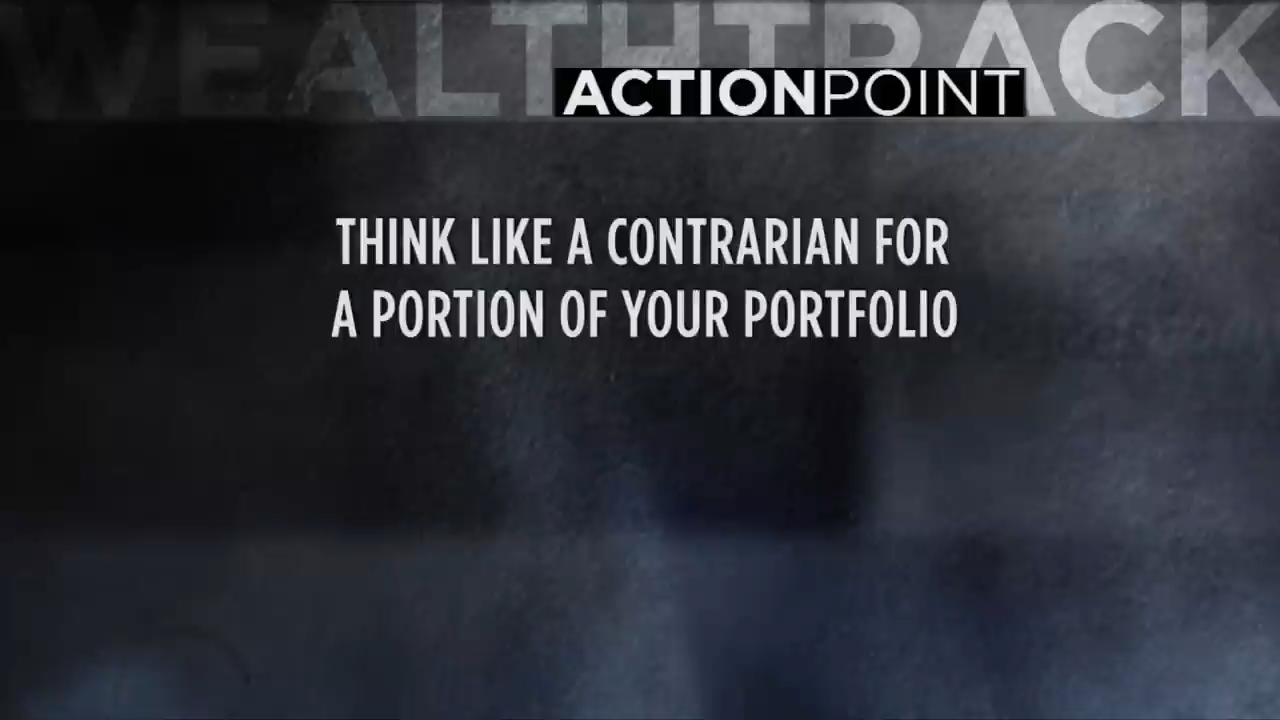 WEALTHTRACK
ACTIONPOINT
THINK LIKE A CONTRARIAN FOR
A PORTION OF YOUR PORTFOLIO